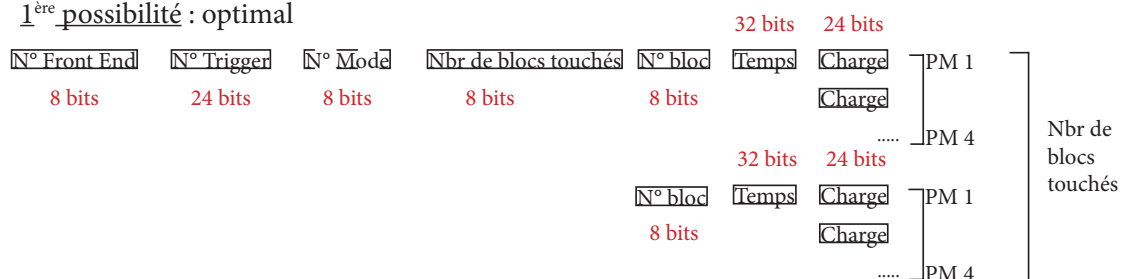 1ère possibilité : optimal
32 bits 24 bits
N° Front End N° Trigger N° Mode Nbr de blocs touchés N° bloc Temps Charge PM 1
8 bits 24 bits 8 bits 8 bits 8 bits Charge
..... PM 4
Nbr de
blocs
touchés
32 bits 24 bits
N° bloc Temps Charge PM 1
8 bits Charge
..... PM 4